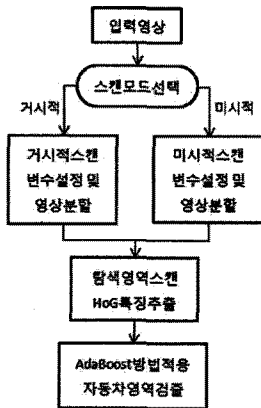 입력영상
스캔모드선택
거시적
미시적
거시적스캔
변수설정 및
영상분할
미시적스캔
변수설정 및
영상분할
탐색영역스캔
HoG특징추출
AdaBoost방법적용
자동차영역검출